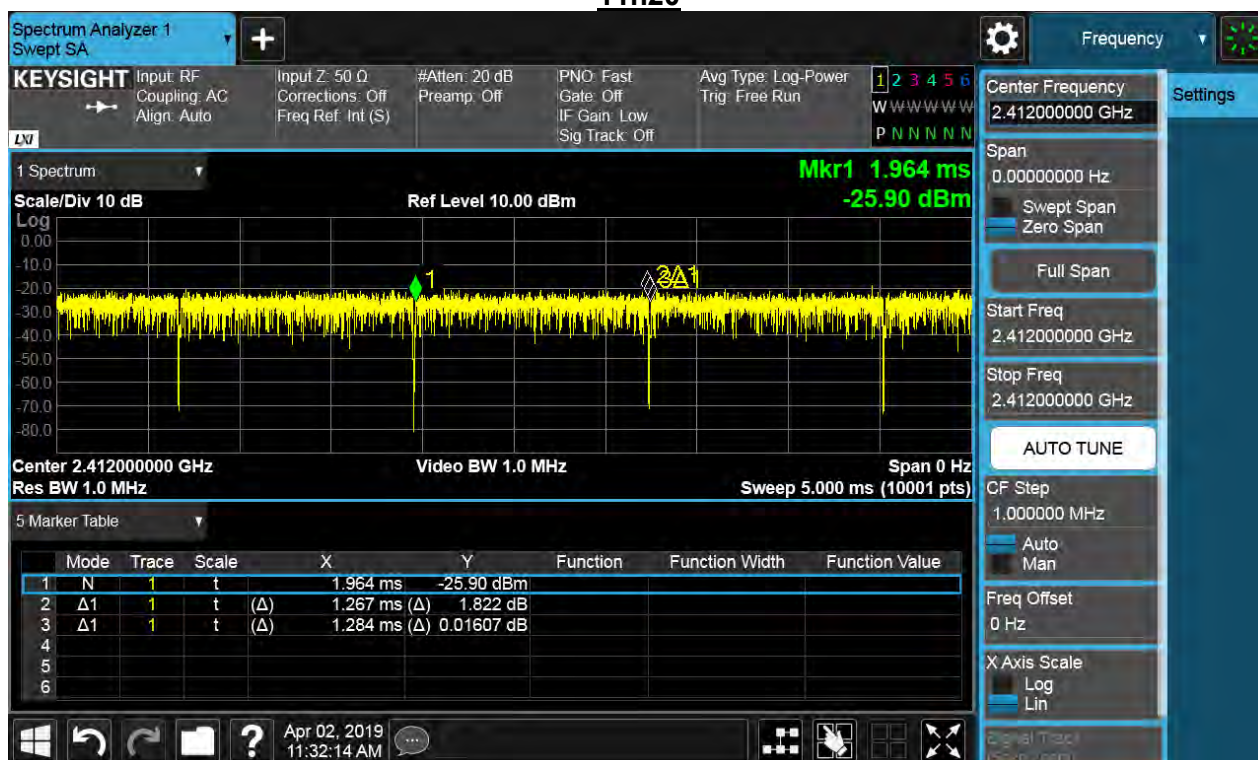 11n20
Spectrum Analyzer 1
Swept SA
+
Frequency
KEYSIGHT
LXI
Input: RF
Coupling: AC
Align: Auto
Input Z: 50 Ω
Corrections: Off
Freq Ref: Int (S)
#Atten: 20 dB
Preamp: Off
PNO: Fast
Gate: Off
IF Gain: Low
Sig Track: Off
Avg Type: Log-Power
Trig: Free Run
1 2 3 4 5 6
W W W W W W
P N N N N N
Center Frequency
2.412000000 GHz
Settings
1 Spectrum
Mkr1 1.964 ms
-25.90 dBm
Scale/Div 10 dB
Ref Level 10.00 dBm
Log
0.00
-10.0
-20.0
-30.0
-40.0
-50.0
-60.0
-70.0
-80.0
1
Δ1
Center 2.412000000 GHz
Video BW 1.0 MHz
Span 0 Hz
Res BW 1.0 MHz
Sweep 5.000 ms (10001 pts)
Span
0.00000000 Hz
Swept Span
Zero Span
Full Span
Start Freq
2.412000000 GHz
Stop Freq
2.412000000 GHz
AUTO TUNE
CF Step
1.000000 MHz
Auto
Man
Freq Offset
0 Hz
X Axis Scale
Log
Lin
Signal Track
5 Marker Table
Mode Trace Scale X Y Function Function Width Function Value
1 N 1 t 1.964 ms -25.90 dBm
2 Δ1 1 t (Δ) 1.267 ms (Δ) 1.822 dB
3 Δ1 1 t (Δ) 1.284 ms (Δ) 0.01607 dB
4
5
6
?
Apr 02, 2019
11:32:14 AM